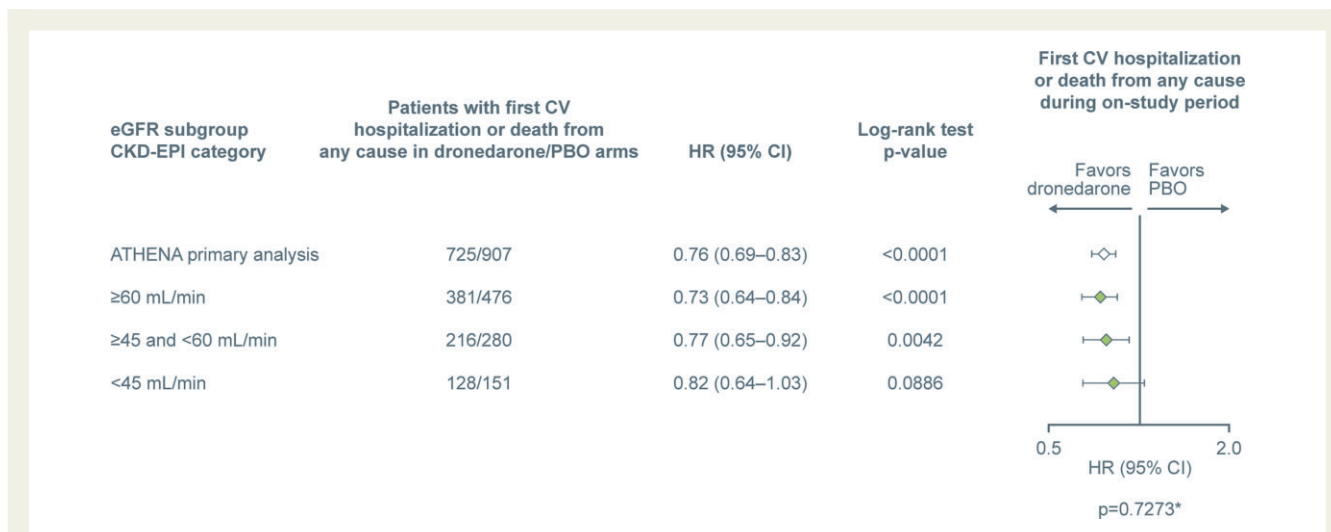 First CV hospitalization
or death from any cause
during on-study period
eGFR subgroup
CKD-EPI category
Patients with first CV
hospitalization or death from
any cause in dronedarone/PBO arms
HR (95% CI)
Log-rank test
p-value
Favors
dronedarone
Favors
PBO
ATHENA primary analysis 725/907 0.76 (0.69–0.83) <0.0001
≥60 mL/min 381/476 0.73 (0.64–0.84) <0.0001
≥45 and <60 mL/min 216/280 0.77 (0.65–0.92) 0.0042
<45 mL/min 128/151 0.82 (0.64–1.03) 0.0886
0.5 2.0
HR (95% CI)
p=0.7273*